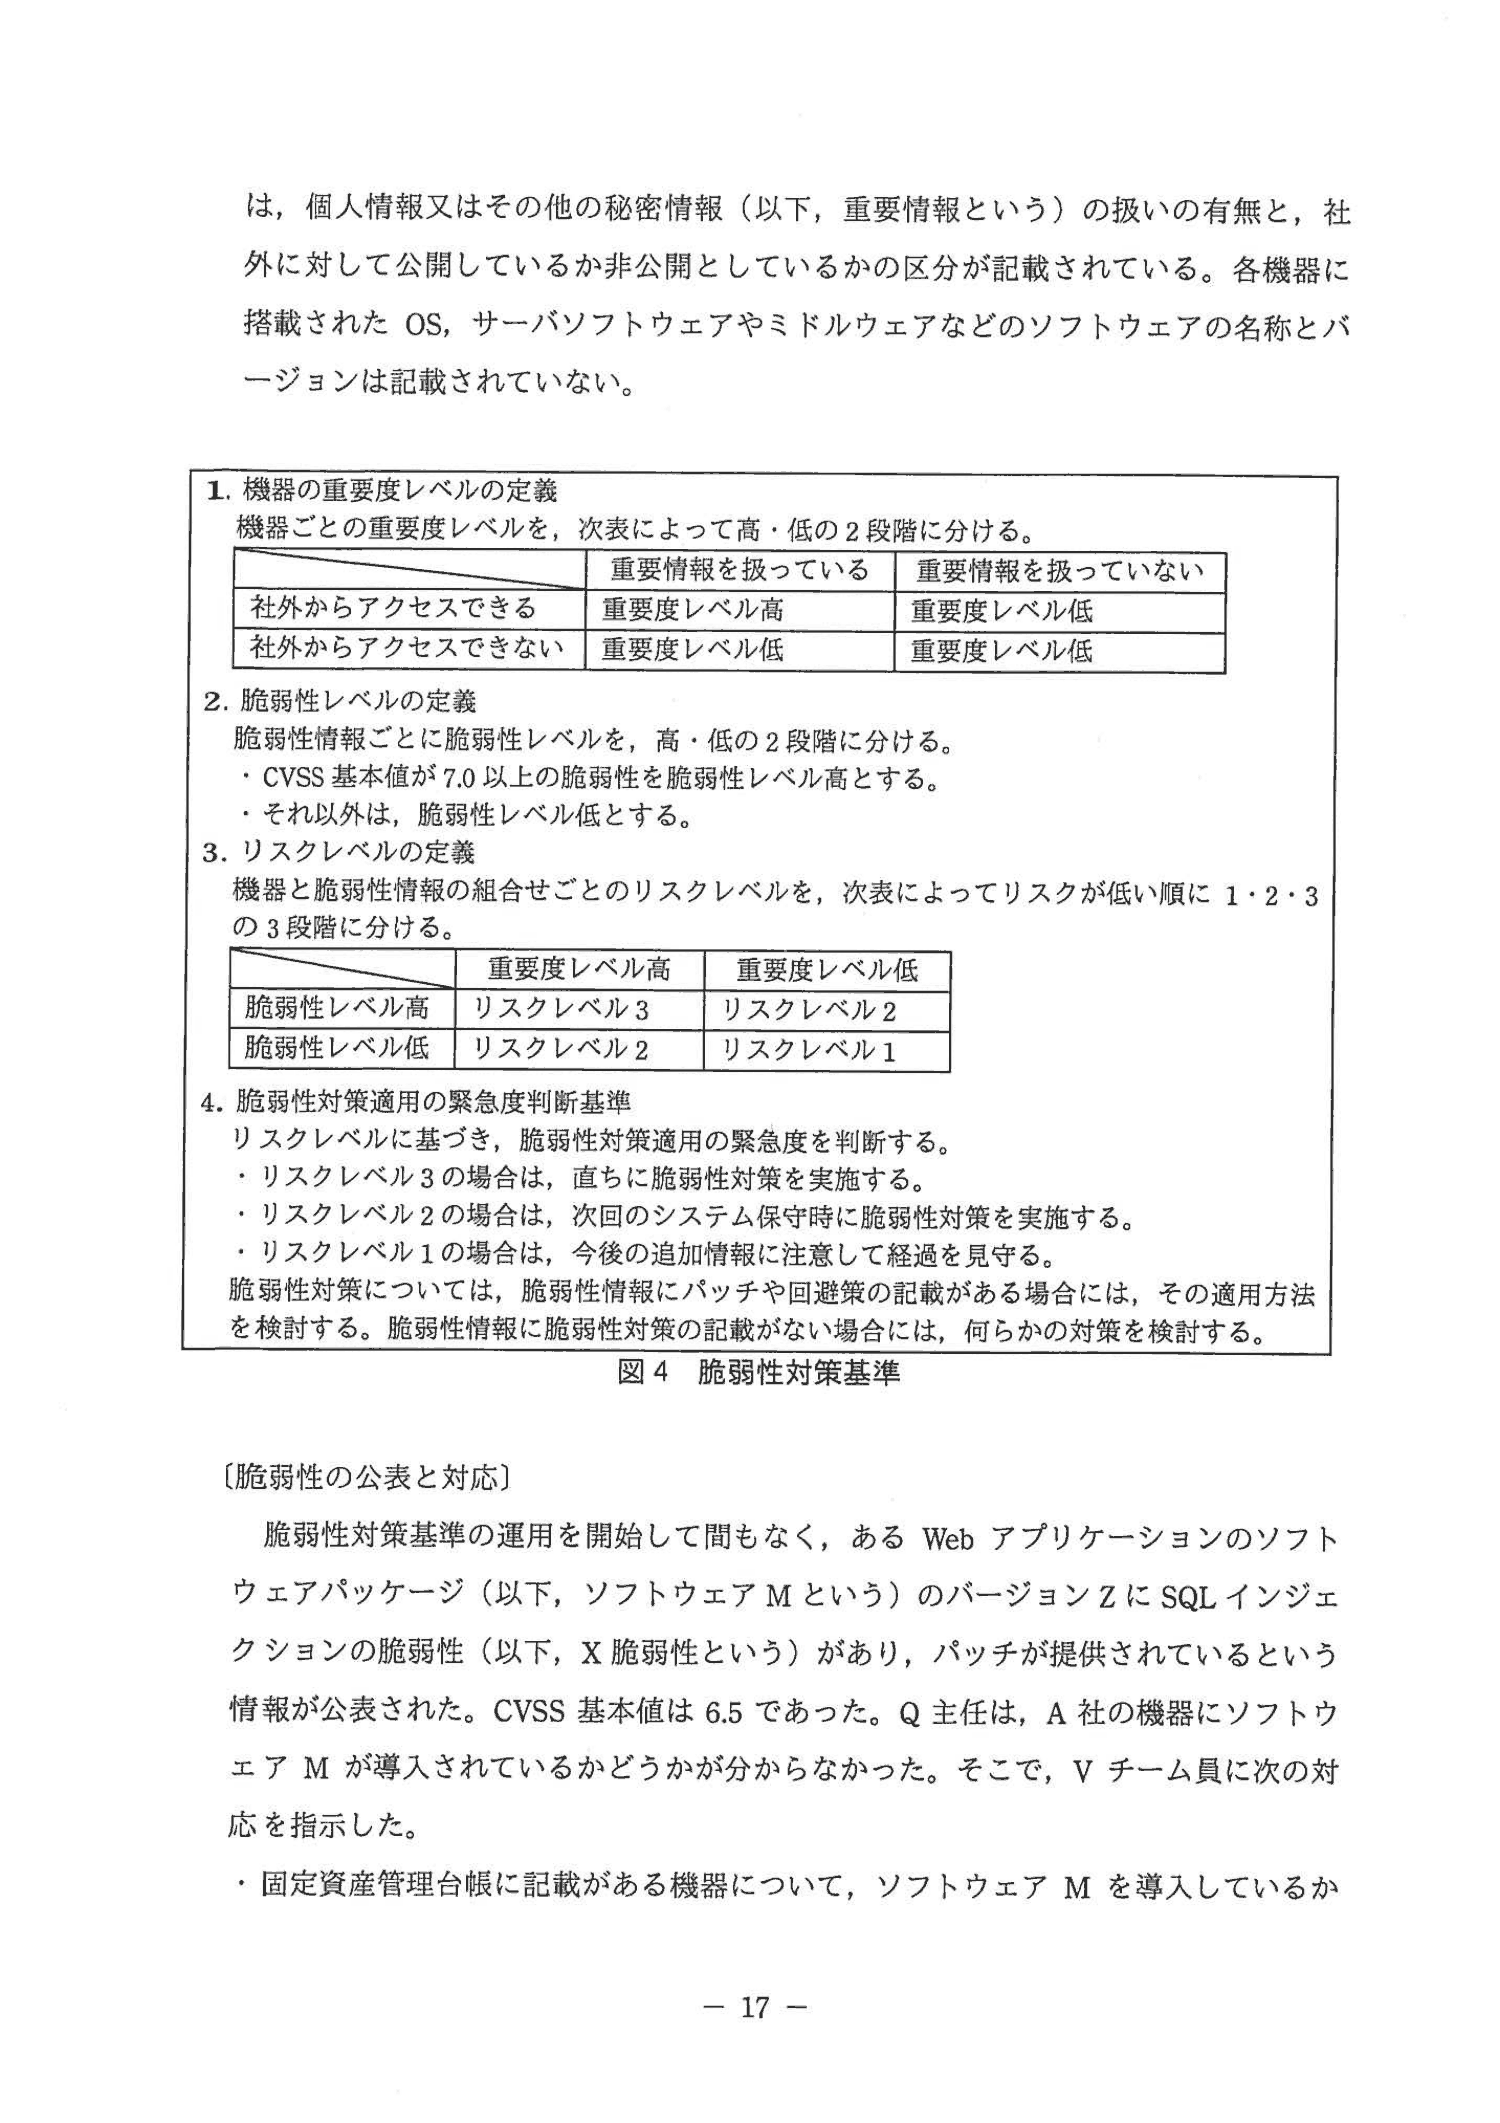 は，個人情報又はその他の秘密情報（以下，重要情報という）の扱いの有無と，社
外に対して公開しているか非公開としているかの区分が記載されている。各機器に
搭載された OS，サーバソフトウェアやミドルウェアなどのソフトウェアの名称とバ
ージョンは記載されていない。
1. 機器の重要度レベルの定義
機器ごとの重要度レベルを，次表によって高・低の 2 段階に分ける。
重要情報を扱っている 重要情報を扱っていない
社外からアクセスできる 重要度レベル高 重要度レベル低
社外からアクセスできない 重要度レベル低 重要度レベル低
2. 脆弱性レベルの定義
脆弱性情報ごとに脆弱性レベルを，高・低の 2 段階に分ける。
・CVSS 基本値が 7.0 以上の脆弱性を脆弱性レベル高とする。
・それ以外は，脆弱性レベル低とする。
3. リスクレベルの定義
機器と脆弱性情報の組合せごとのリスクレベルを，次表によってリスクが低い順に 1・2・3
の 3 段階に分ける。
重要度レベル高 重要度レベル低
脆弱性レベル高 リスクレベル 3 リスクレベル 2
脆弱性レベル低 リスクレベル 2 リスクレベル 1
4. 脆弱性対策適用の緊急度判断基準
リスクレベルに基づき，脆弱性対策適用の緊急度を判断する。
・リスクレベル 3 の場合は，直ちに脆弱性対策を実施する。
・リスクレベル 2 の場合は，次回のシステム保守時に脆弱性対策を実施する。
・リスクレベル 1 の場合は，今後の追加情報に注意して経過を見守る。
脆弱性対策については，脆弱性情報にパッチや回避策の記載がある場合には，その適用方法
を検討する。脆弱性情報に脆弱性対策の記載がない場合には，何らかの対策を検討する。
図 4　脆弱性対策基準
〔脆弱性の公表と対応〕
脆弱性対策基準の運用を開始して間もなく，ある Web アプリケーションのソフト
ウェアパッケージ（以下，ソフトウェア M という）のバージョン Z に SQL インジェ
クションの脆弱性（以下，X 脆弱性という）があり，パッチが提供されているという
情報が公表された。CVSS 基本値は 6.5 であった。Q 主任は，A 社の機器にソフトウ
ェア M が導入されているかどうかが分からなかった。そこで，V チーム員に次の対
応を指示した。
・固定資産管理台帳に記載がある機器について，ソフトウェア M を導入しているか
－ 17 －